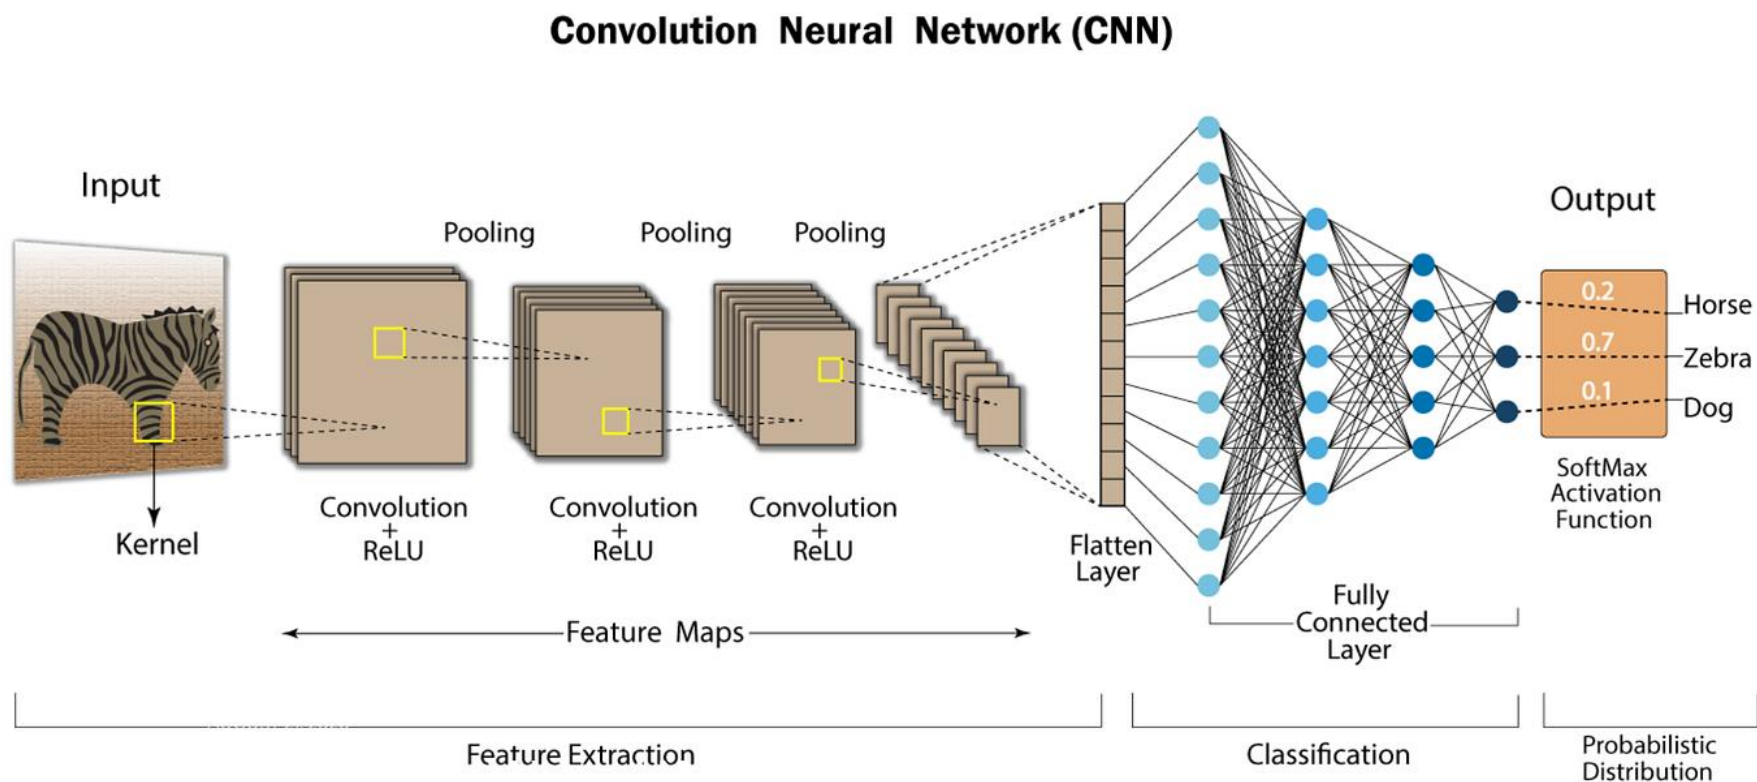 Convolution Neural Network (CNN)
Input
Kernel
Pooling
Pooling
Pooling
Convolution
+
ReLU
Convolution
+
ReLU
Convolution
+
ReLU
Feature Maps
Flatten
Layer
Fully
Connected
Layer
Output
0.2
Horse
0.7
Zebra
0.1
Dog
SoftMax
Activation
Function
Feature Extraction
Classification
Probabilistic
Distribution